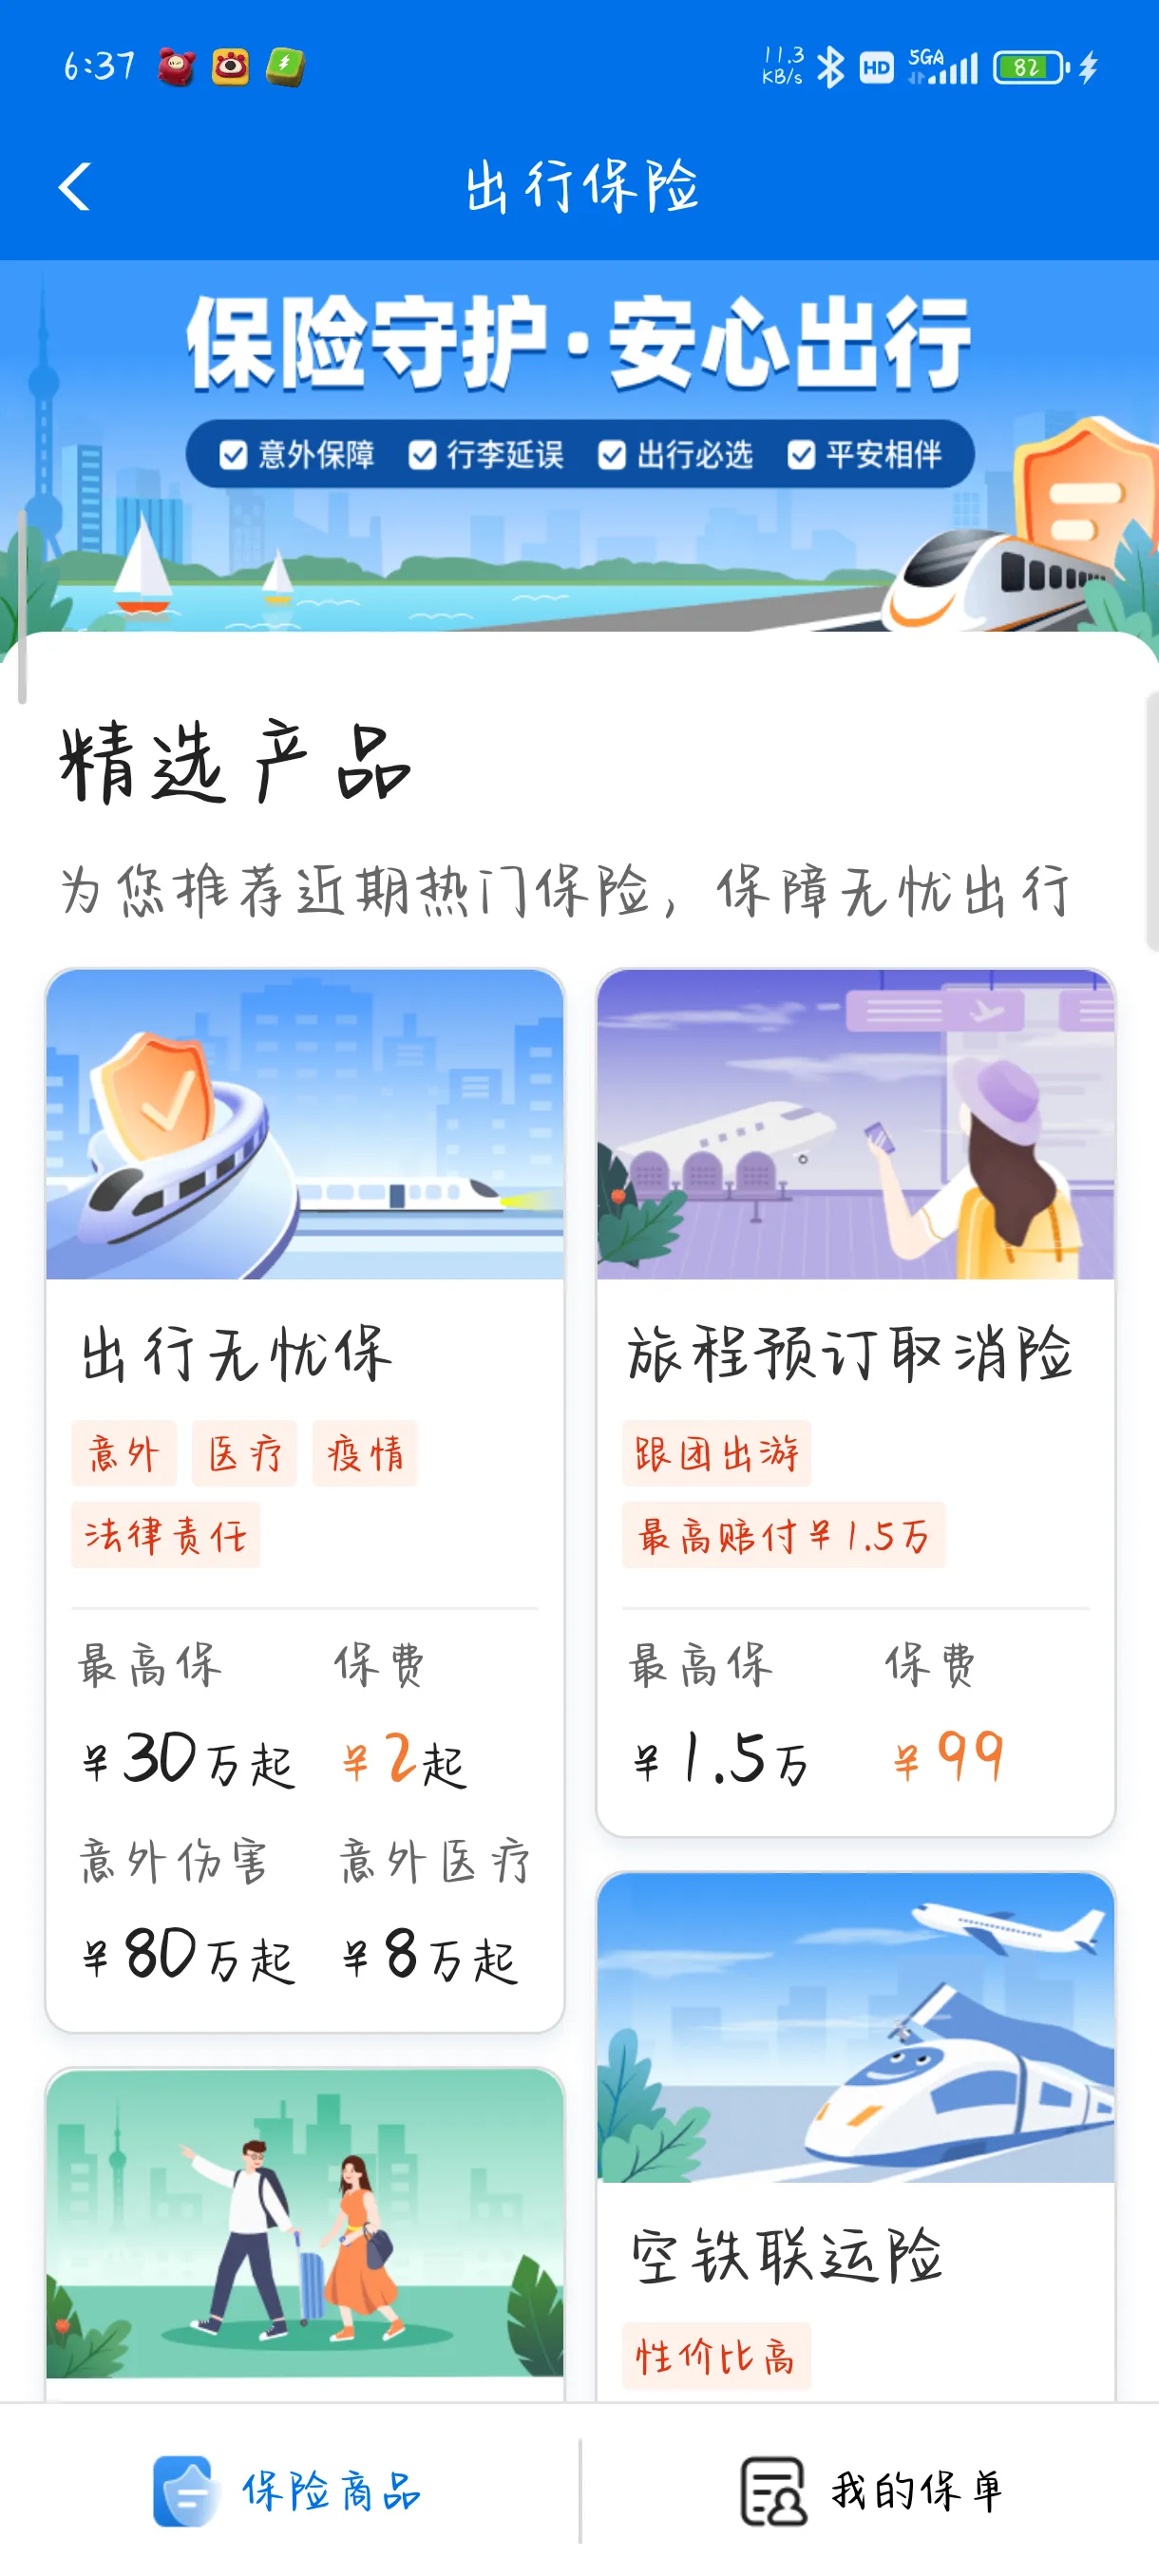 6:37
11.3
KB/s
HD
5GA
82
出行保险
保险守护·安心出行
意外保障 行李延误 出行必选 平安相伴
精选产品
为您推荐近期热门保险，保障无忧出行
出行无忧保
意外 医疗 疫情
法律责任
最高保 保费
¥30万起 ¥2起
意外伤害 意外医疗
¥80万起 ¥8万起
旅程预订取消险
跟团出游
最高赔付¥1.5万
最高保 保费
¥1.5万 ¥99
空铁联运险
性价比高
保险商品
我的保单